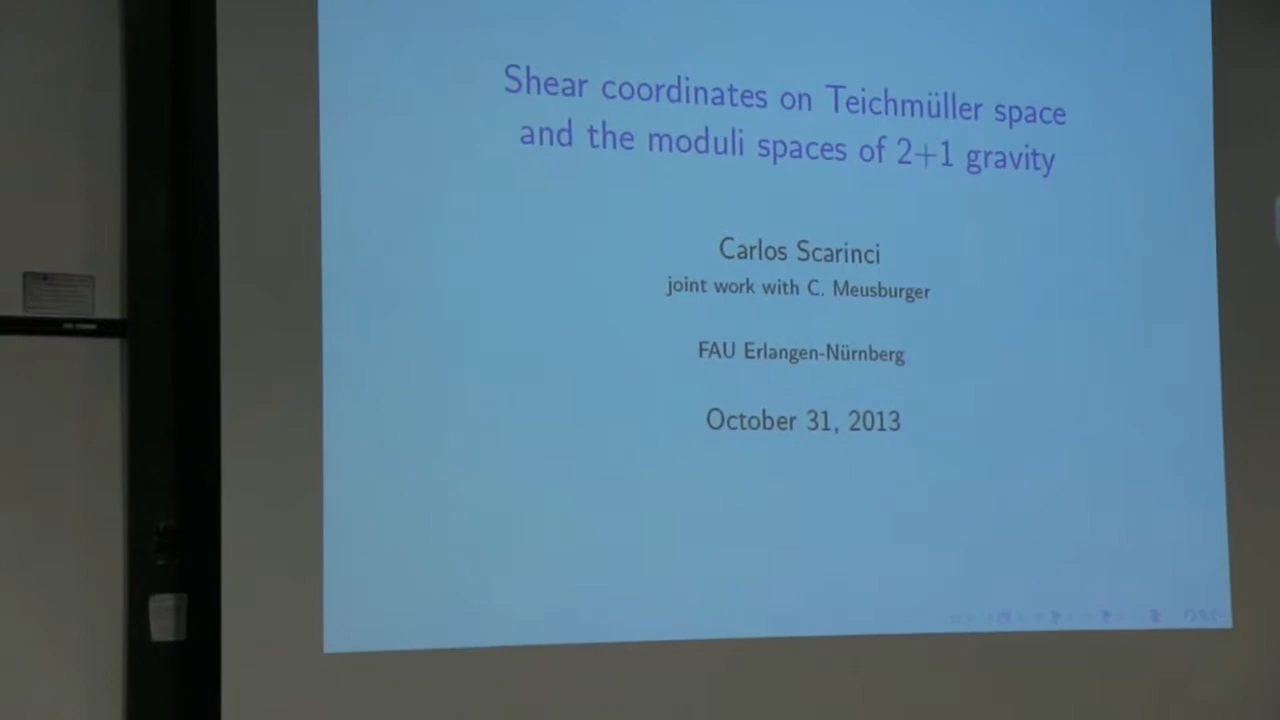 Shear coordinates on Teichmüller space
and the moduli spaces of 2+1 gravity
Carlos Scarinci
joint work with C. Meusburger
FAU Erlangen-Nürnberg
October 31, 2013